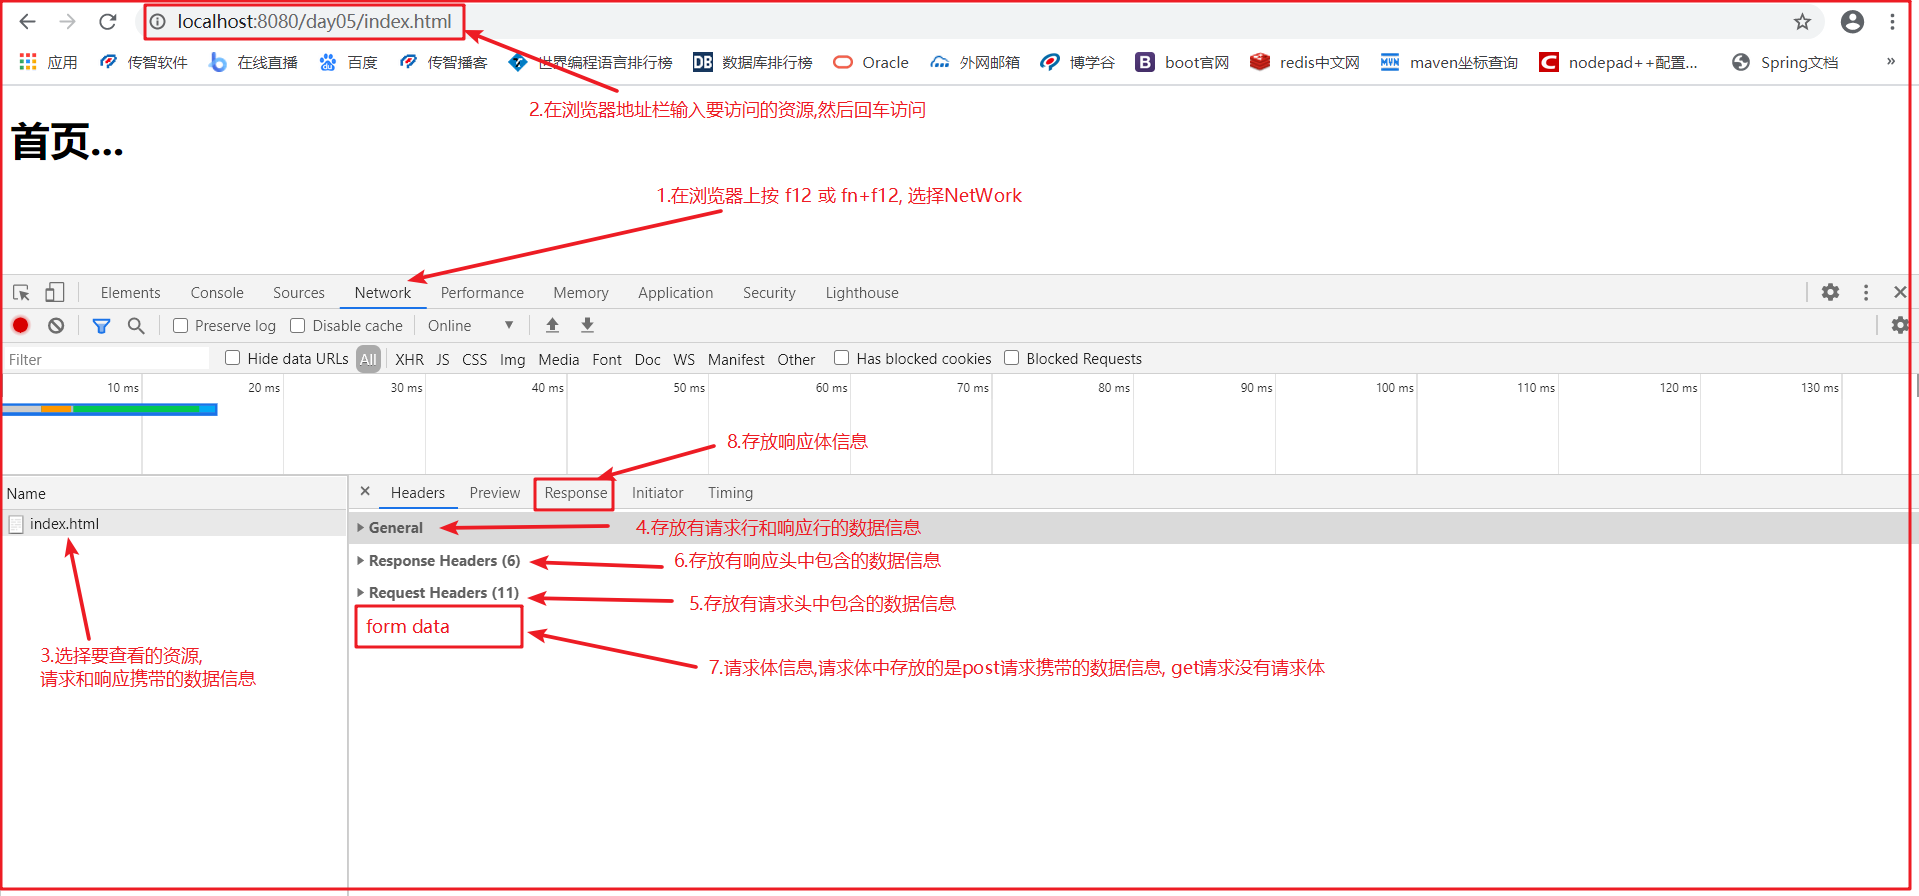 localhost:8080/day05/index.html
应用 传智软件 在线直播 百度 传智播客 世界编程语言排行榜 DB 数据库排行榜 Oracle 外网邮箱 博学谷 B boot官网 redis中文网 MVN maven坐标查询 C nodepad++配置... Spring文档 »
2.在浏览器地址栏输入要访问的资源,然后回车访问
首页...
1.在浏览器上按 f12 或 fn+f12, 选择NetWork
Elements Console Sources Network Performance Memory Application Security Lighthouse
Preserve log Disable cache Online
Filter Hide data URLs All XHR JS CSS Img Media Font Doc WS Manifest Other Has blocked cookies Blocked Requests
10 ms 20 ms 30 ms 40 ms 50 ms 60 ms 70 ms 80 ms 90 ms 100 ms 110 ms 120 ms 130 ms
8.存放响应体信息
Name
Headers Preview Response Initiator Timing
index.html
General
4.存放有请求行和响应行的数据信息
Response Headers (6)
6.存放有响应头中包含的数据信息
Request Headers (11)
5.存放有请求头中包含的数据信息
form data
3.选择要查看的资源,
请求和响应携带的数据信息
7.请求体信息,请求体中存放的是post请求携带的数据信息, get请求没有请求体